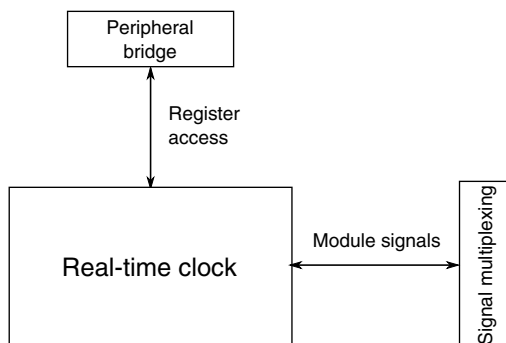 Peripheral
bridge
Register
access
Real-time clock
Module signals
Signal multiplexing